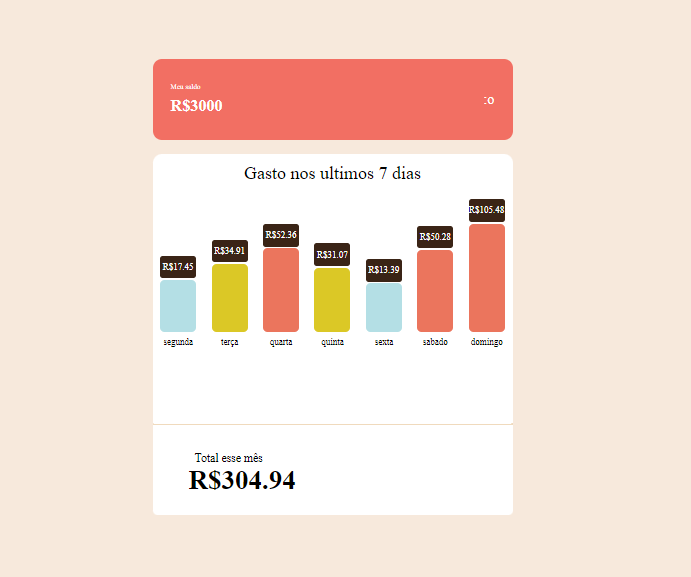 Meu saldo
R$3000
:o
Gasto nos ultimos 7 dias
R$17.45
R$34.91
R$52.36
R$31.07
R$13.39
R$50.28
R$105.48
segunda
terça
quarta
quinta
sexta
sabado
domingo
Total esse mês
R$304.94